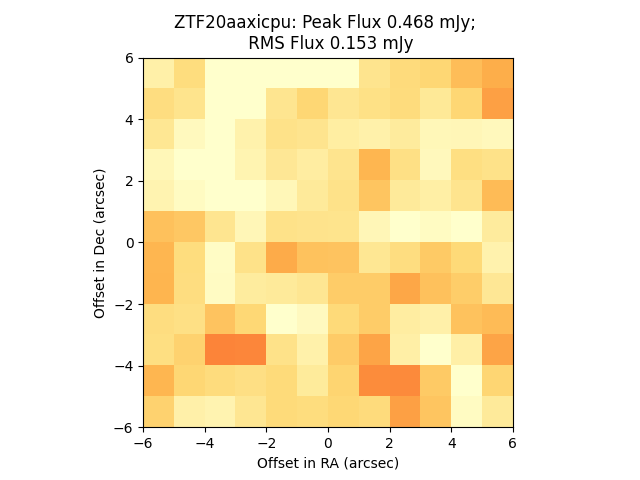 ZTF20aaxicpu: Peak Flux 0.468 mJy;
RMS Flux 0.153 mJy
6
4
2
0
−2
−4
−6
Offset in Dec (arcsec)
−6 −4 −2 0 2 4 6
Offset in RA (arcsec)